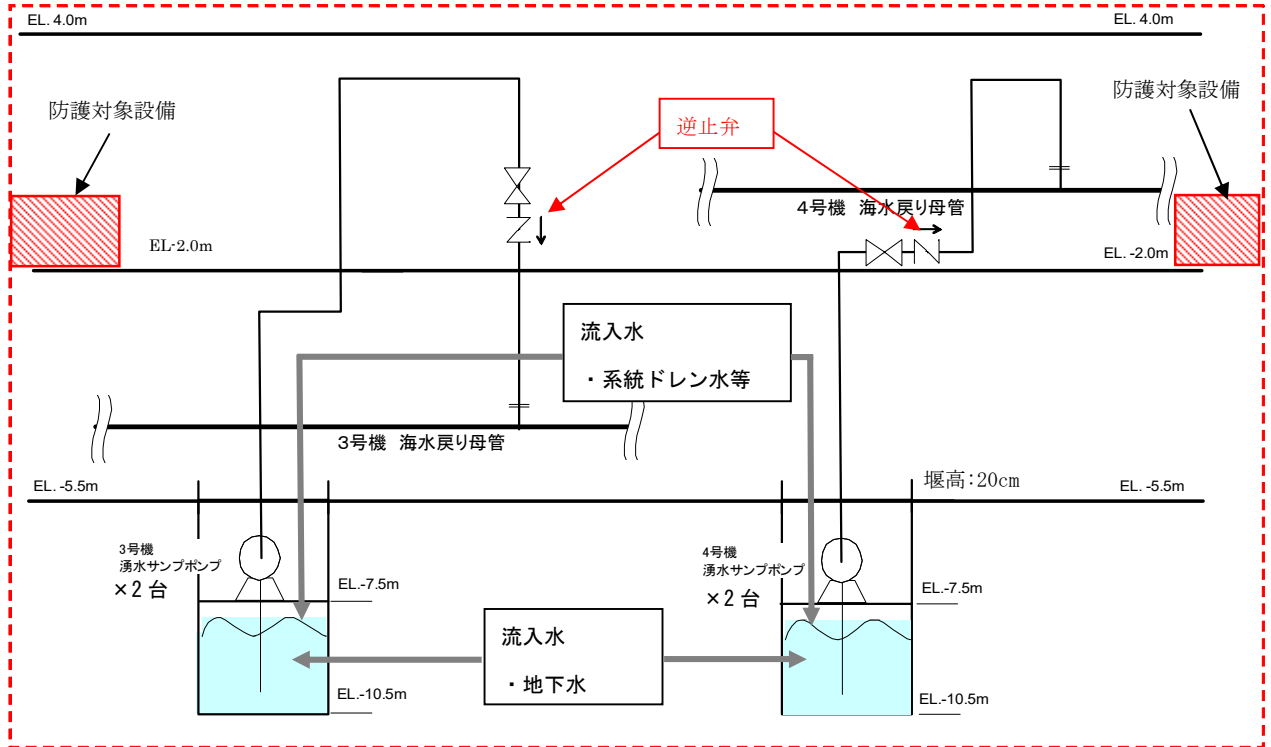 EL. 4.0m
EL. 4.0m
防護対象設備
逆止弁
防護対象設備
4号機 海水戻り母管
EL-2.0m
EL. -2.0m
流入水
・系統ドレン水等
3号機 海水戻り母管
EL. -5.5m
堰高：20cm
EL. -5.5m
3号機
湧水サンプポンプ
×2台
EL.-7.5m
4号機
湧水サンプポンプ
×2台
EL.-7.5m
流入水
・地下水
EL.-10.5m
EL.-10.5m